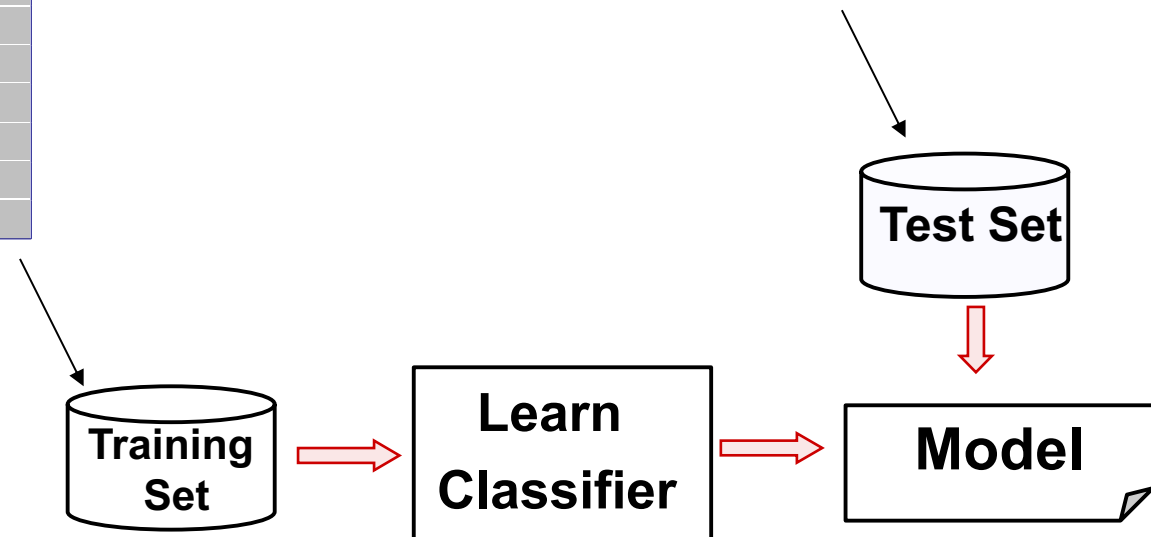 Test Set
Training
Set
Learn
Classifier
Model